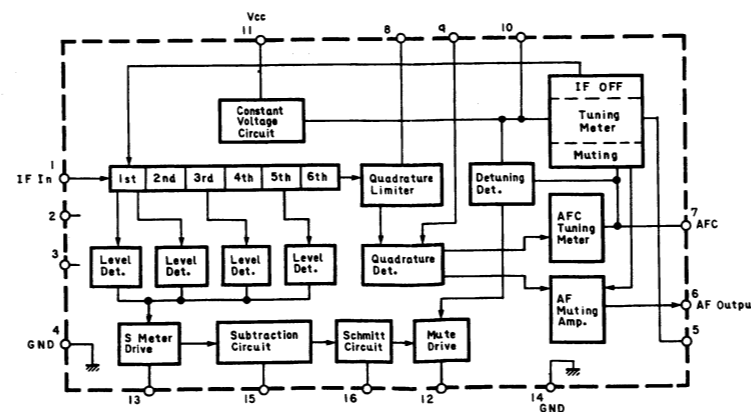 Vcc
11
8
9
10
IF OFF
Tuning
Meter
Muting
Constant
Voltage
Circuit
1
IF In
1st 2nd 3rd 4th 5th 6th
Quadrature
Limiter
Detuning
Det.
2
3
AFC
Tuning
Meter
7
AFC
Level
Det.
Level
Det.
Level
Det.
Level
Det.
Quadrature
Det.
AF
Muting
Amp.
6
AF Outpu
4
GND
S Meter
Drive
Subtraction
Circuit
Schmitt
Circuit
Mute
Drive
5
13
15
16
12
14
GND